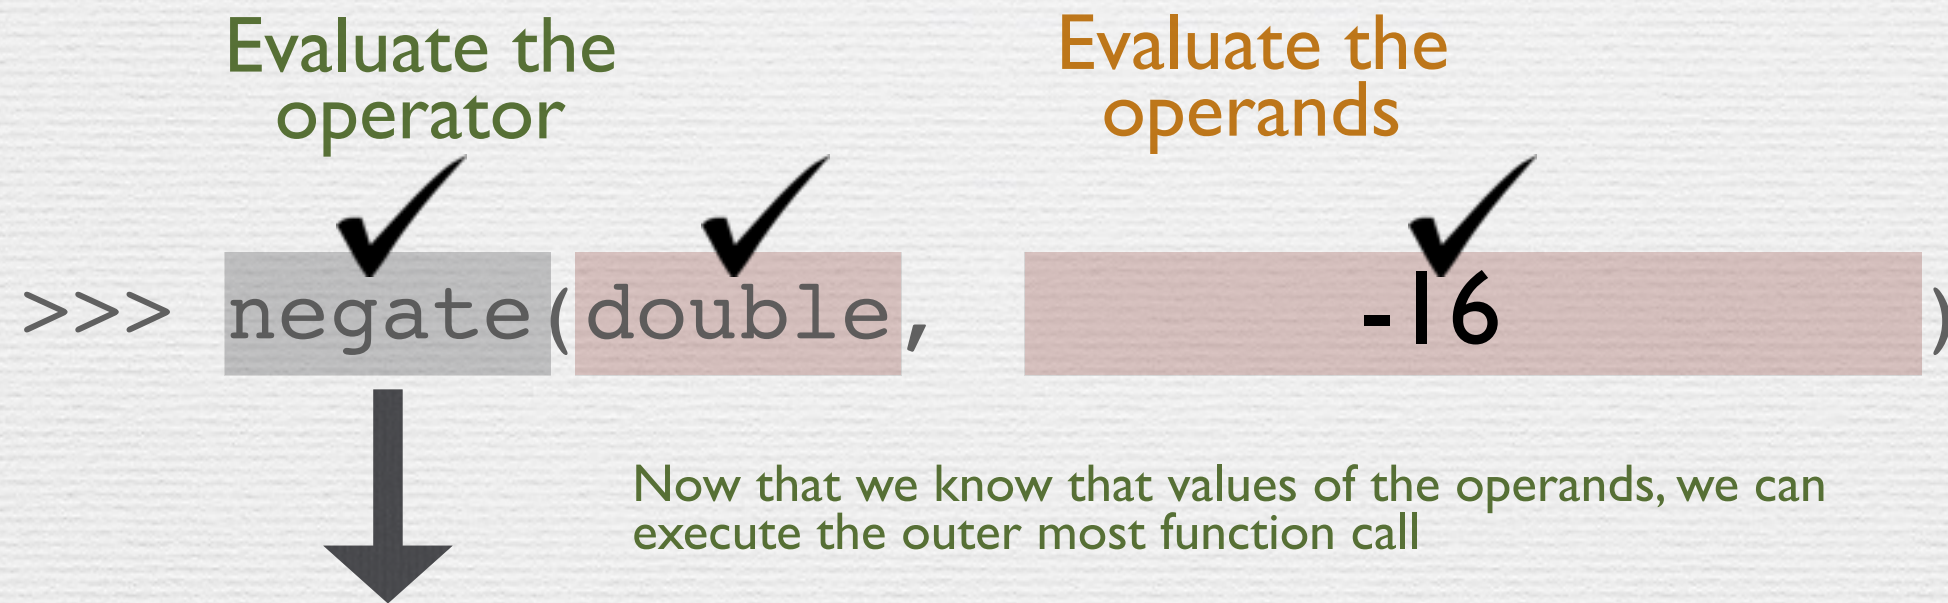 Evaluate the
operator
Evaluate the
operands
>>> negate(double, -16)
Now that we know that values of the operands, we can
execute the outer most function call